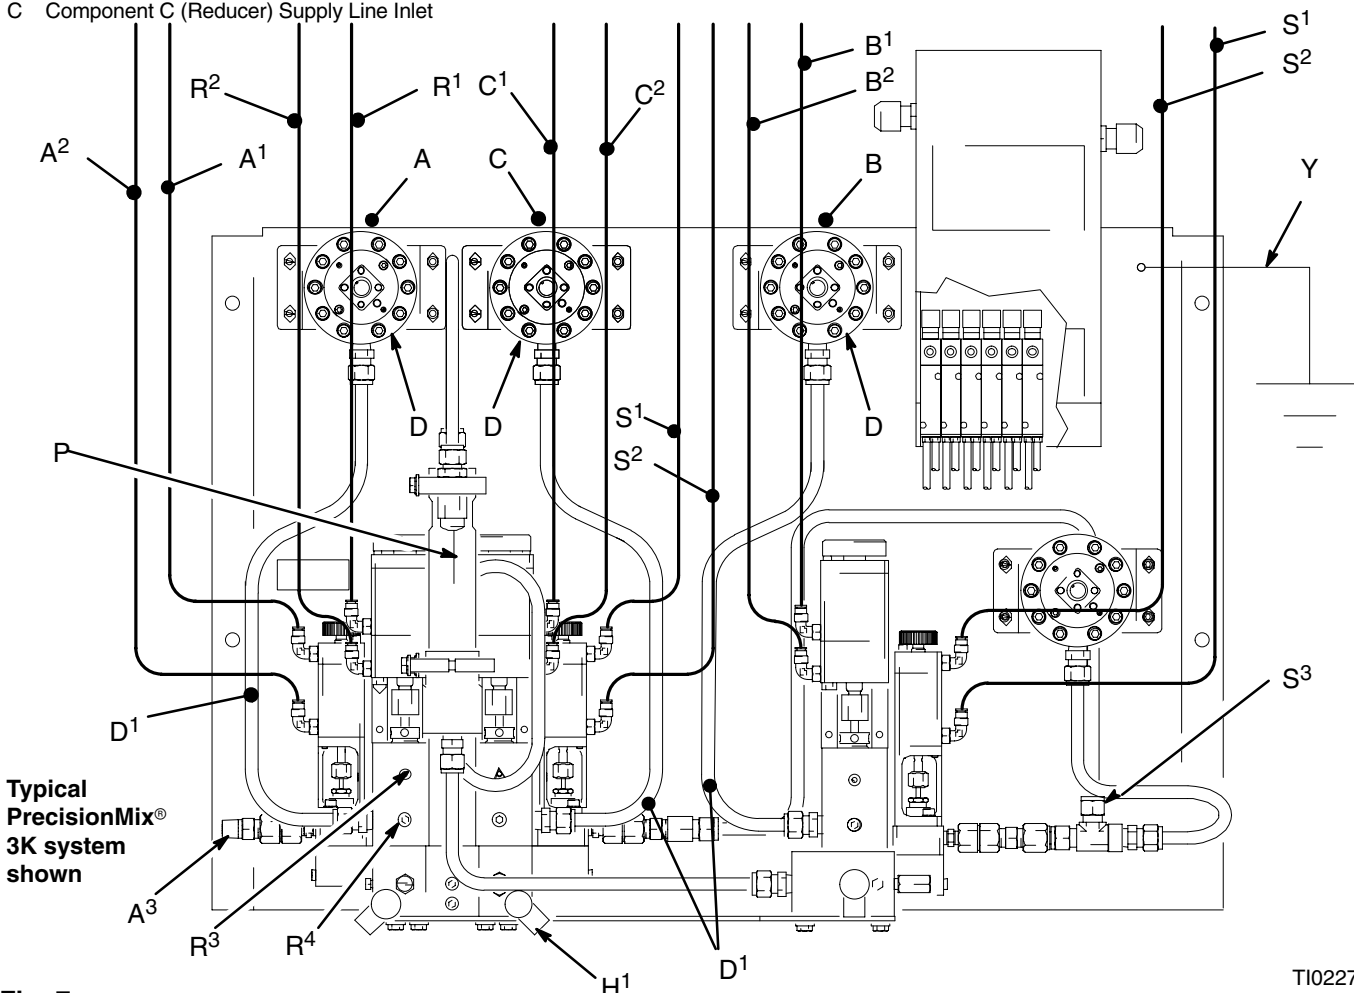 C Component C (Reducer) Supply Line Inlet
S¹
B¹
S²
B²
R²
R¹
C¹
C²
A²
A¹
A
C
B
Y
D
D
D
S¹
S²
P
S³
D¹
Typical
PrecisionMix®
3K system
shown
A³
R³
R⁴
H¹
D¹
TI0227